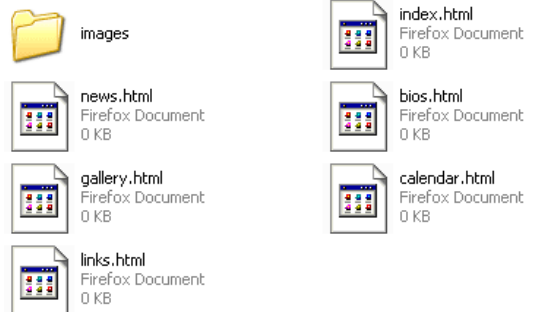 images
index.html
Firefox Document
0 KB
news.html
Firefox Document
0 KB
bios.html
Firefox Document
0 KB
gallery.html
Firefox Document
0 KB
calendar.html
Firefox Document
0 KB
links.html
Firefox Document
0 KB